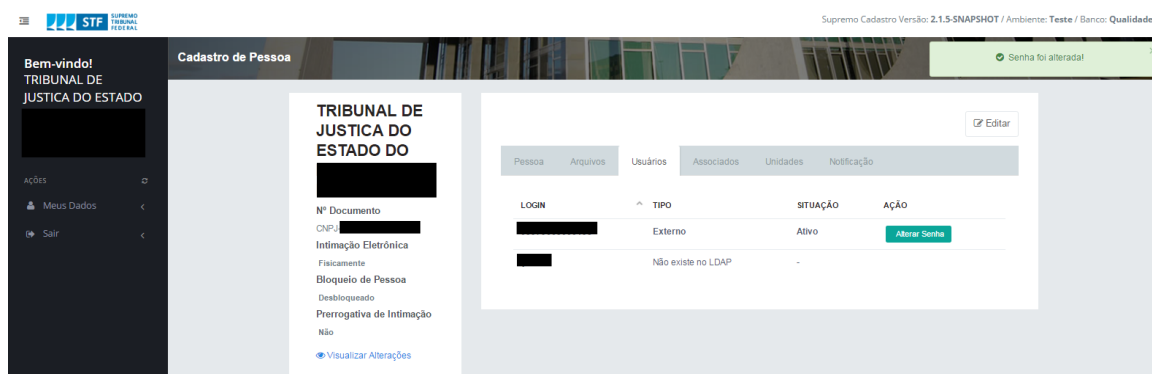 STF SUPREMO TRIBUNAL FEDERAL
Supremo Cadastro Versão: 2.1.5-SNAPSHOT / Ambiente: Teste / Banco: Qualidade
Bem-vindo!
TRIBUNAL DE
JUSTICA DO ESTADO
AÇÕES
Meus Dados
Sair
Cadastro de Pessoa
Senha foi alterada!
TRIBUNAL DE
JUSTICA DO
ESTADO DO
Nº Documento
CNPJ-
Intimação Eletrônica
Fisicamente
Bloqueio de Pessoa
Desbloqueado
Prerrogativa de Intimação
Não
Visualizar Alterações
Editar
Pessoa Arquivos Usuários Associados Unidades Notificação
LOGIN TIPO SITUAÇÃO AÇÃO
Externo Ativo Alterar Senha
Não existe no LDAP -